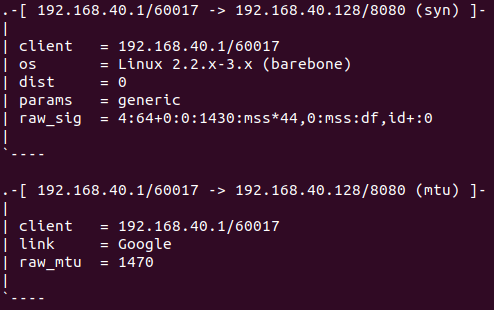 .-[ 192.168.40.1/60017 -> 192.168.40.128/8080 (syn) ]-
|
| client   = 192.168.40.1/60017
| os       = Linux 2.2.x-3.x (barebone)
| dist     = 0
| params   = generic
| raw_sig  = 4:64+0:0:1430:mss*44,0:mss:df,id+:0
|
`----

.-[ 192.168.40.1/60017 -> 192.168.40.128/8080 (mtu) ]-
|
| client   = 192.168.40.1/60017
| link     = Google
| raw_mtu  = 1470
|
`----